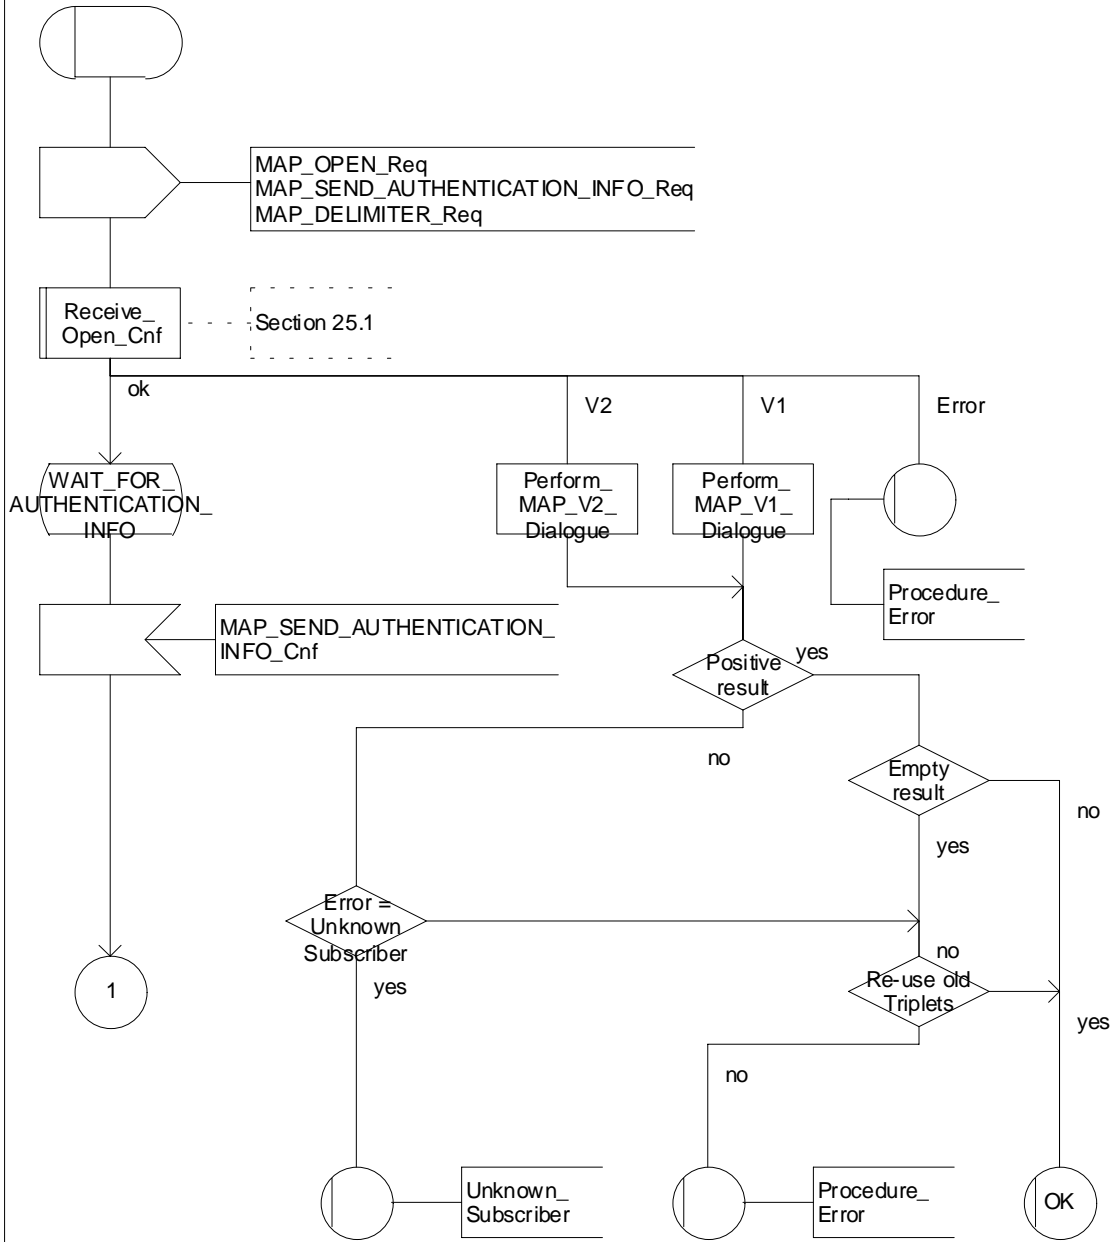 MAP_OPEN_Req
MAP_SEND_AUTHENTICATION_INFO_Req
MAP_DELIMITER_Req
Receive_
Open_Cnf
Section 25.1
ok
V2
V1
Error
WAIT_FOR_
AUTHENTICATION_
INFO
Perform_
MAP_V2_
Dialogue
Perform_
MAP_V1_
Dialogue
Procedure_
Error
MAP_SEND_AUTHENTICATION_
INFO_Cnf
Positive
result
yes
no
Empty
result
no
yes
Error =
Unknown
Subscriber
no
yes
Re-use old
Triplets
yes
no
1
Unknown_
Subscriber
Procedure_
Error
OK